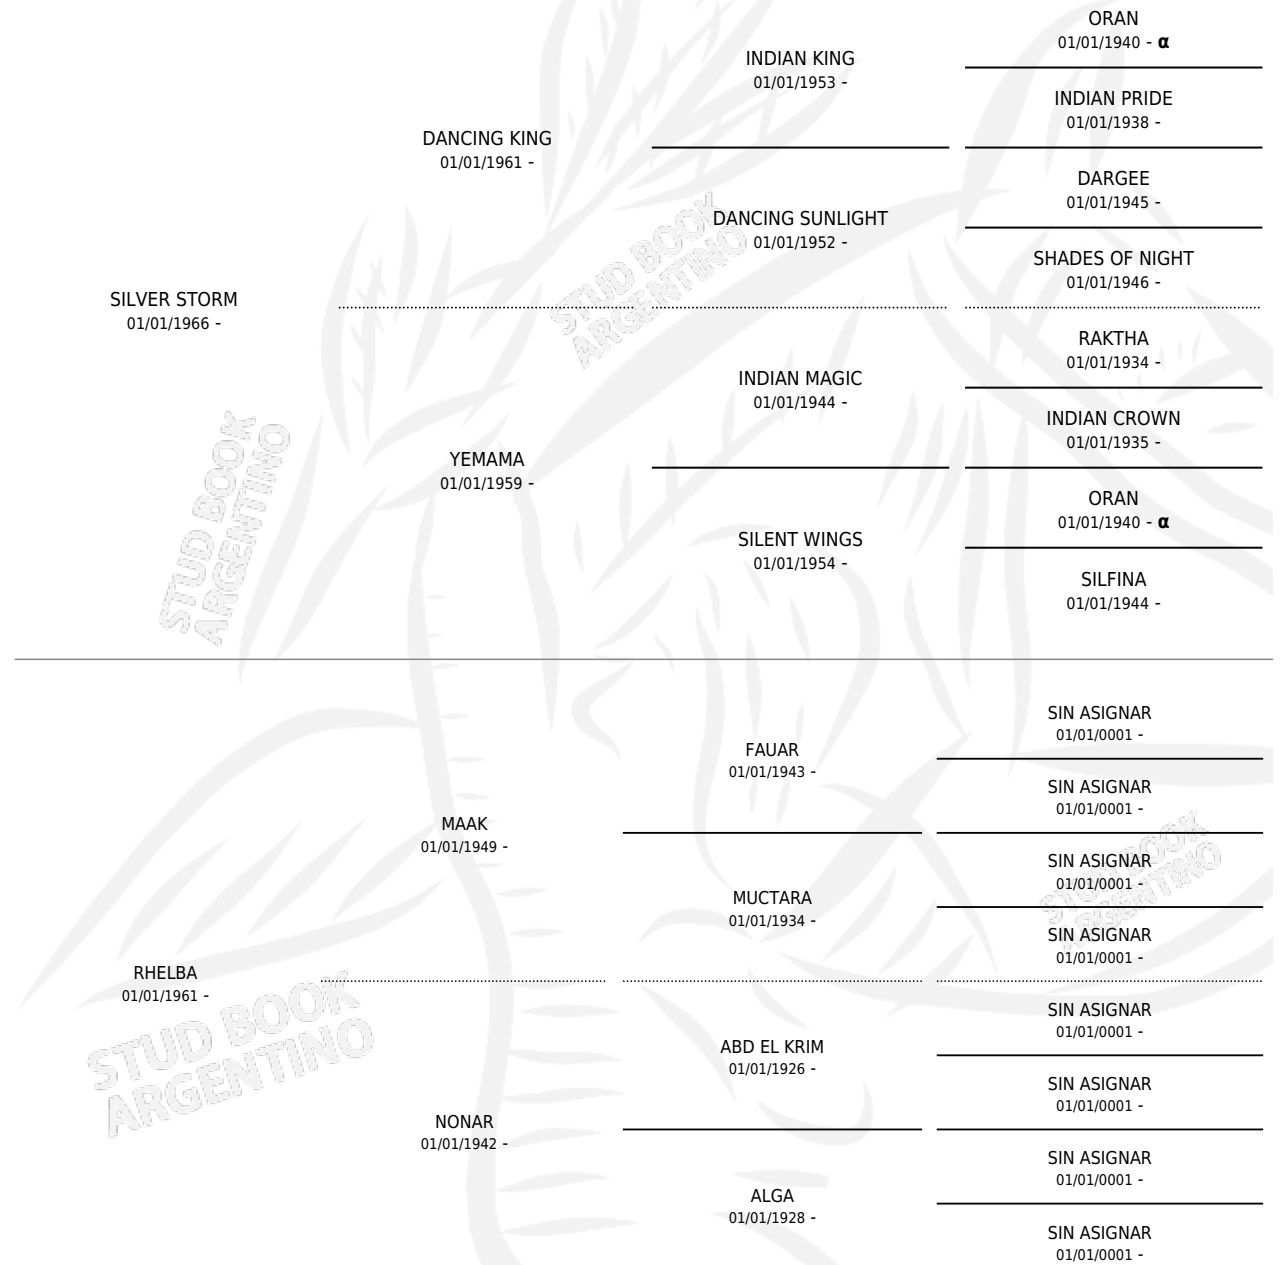 ORAN
01/01/1940 - α
INDIAN KING
01/01/1953 -
INDIAN PRIDE
01/01/1938 -
DANCING KING
01/01/1961 -
DARGEE
01/01/1945 -
DANCING SUNLIGHT
01/01/1952 -
SHADES OF NIGHT
01/01/1946 -
SILVER STORM
01/01/1966 -
RAKTHA
01/01/1934 -
INDIAN MAGIC
01/01/1944 -
INDIAN CROWN
01/01/1935 -
YEMAMA
01/01/1959 -
ORAN
01/01/1940 - α
SILENT WINGS
01/01/1954 -
SILFINA
01/01/1944 -
STUD BOOK
ARGENTINO
STUD BOOK
ARGENTINO
SIN ASIGNAR
01/01/0001 -
FAUAR
01/01/1943 -
SIN ASIGNAR
01/01/0001 -
MAAK
01/01/1949 -
SIN ASIGNAR
01/01/0001 -
MUCTARA
01/01/1934 -
SIN ASIGNAR
01/01/0001 -
RHELBA
01/01/1961 -
SIN ASIGNAR
01/01/0001 -
ABD EL KRIM
01/01/1926 -
SIN ASIGNAR
01/01/0001 -
NONAR
01/01/1942 -
SIN ASIGNAR
01/01/0001 -
ALGA
01/01/1928 -
SIN ASIGNAR
01/01/0001 -
STUD BOOK
ARGENTINO
STUD BOOK
ARGENTINO